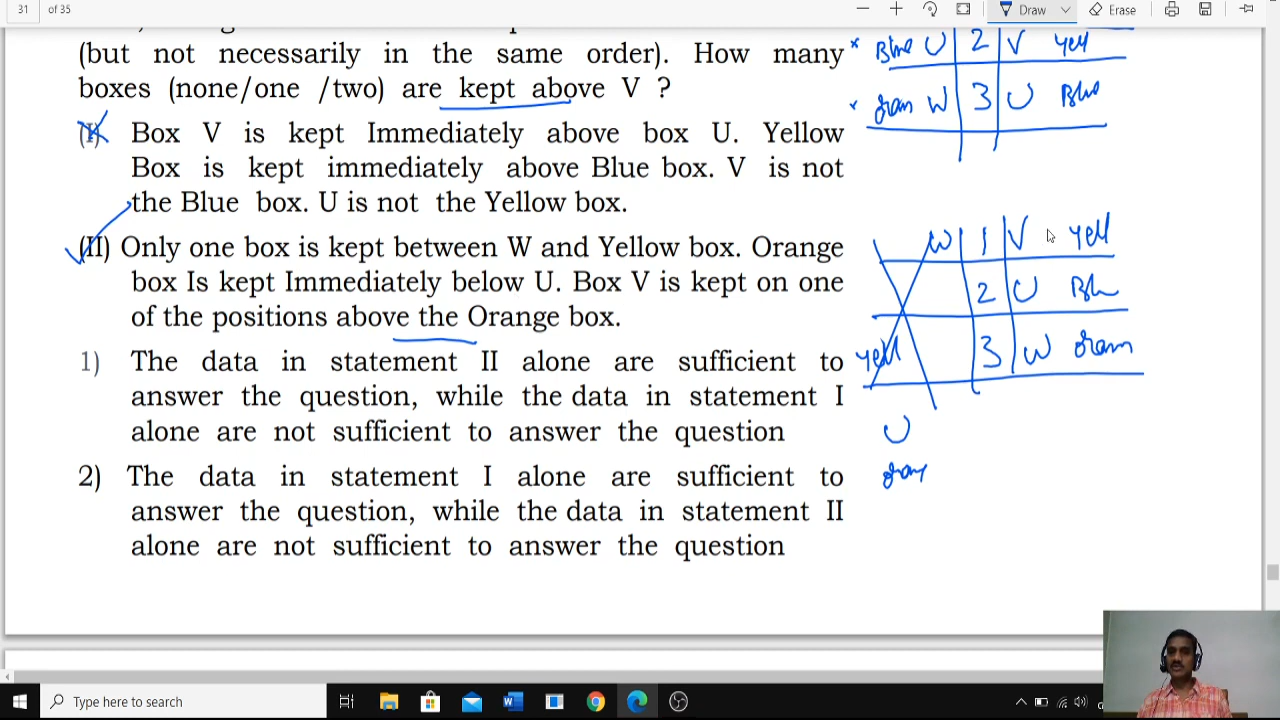 31 of 35
Draw
Erase
(but not necessarily in the same order). How many
boxes (none/one /two) are kept above V ?
(I) Box V is kept Immediately above box U. Yellow
Box is kept immediately above Blue box. V is not
the Blue box. U is not the Yellow box.
(II) Only one box is kept between W and Yellow box. Orange
box Is kept Immediately below U. Box V is kept on one
of the positions above the Orange box.
1) The data in statement II alone are sufficient to
answer the question, while the data in statement I
alone are not sufficient to answer the question
2) The data in statement I alone are sufficient to
answer the question, while the data in statement II
alone are not sufficient to answer the question
Blue U 2 V Yell
W 3 U Blue
W 1 V Yell
2 U
Yell 3 W
U
Type here to search